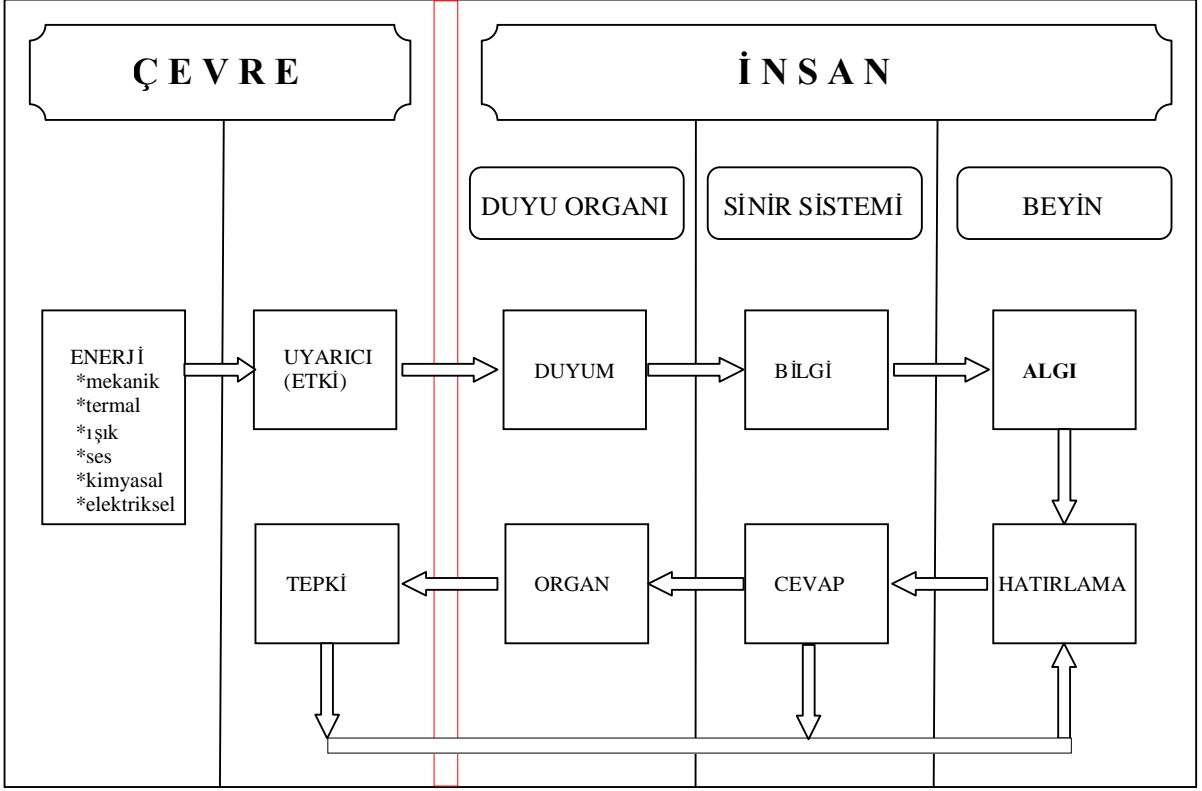 Ç E V R E
İ N S A N
DUYU ORGANI
SİNİR SİSTEMİ
BEYİN
ENERJİ
*mekanik
*termal
*ışık
*ses
*kimyasal
*elektriksel
UYARICI
(ETKİ)
DUYUM
BİLGİ
ALGI
TEPKİ
ORGAN
CEVAP
HATIRLAMA